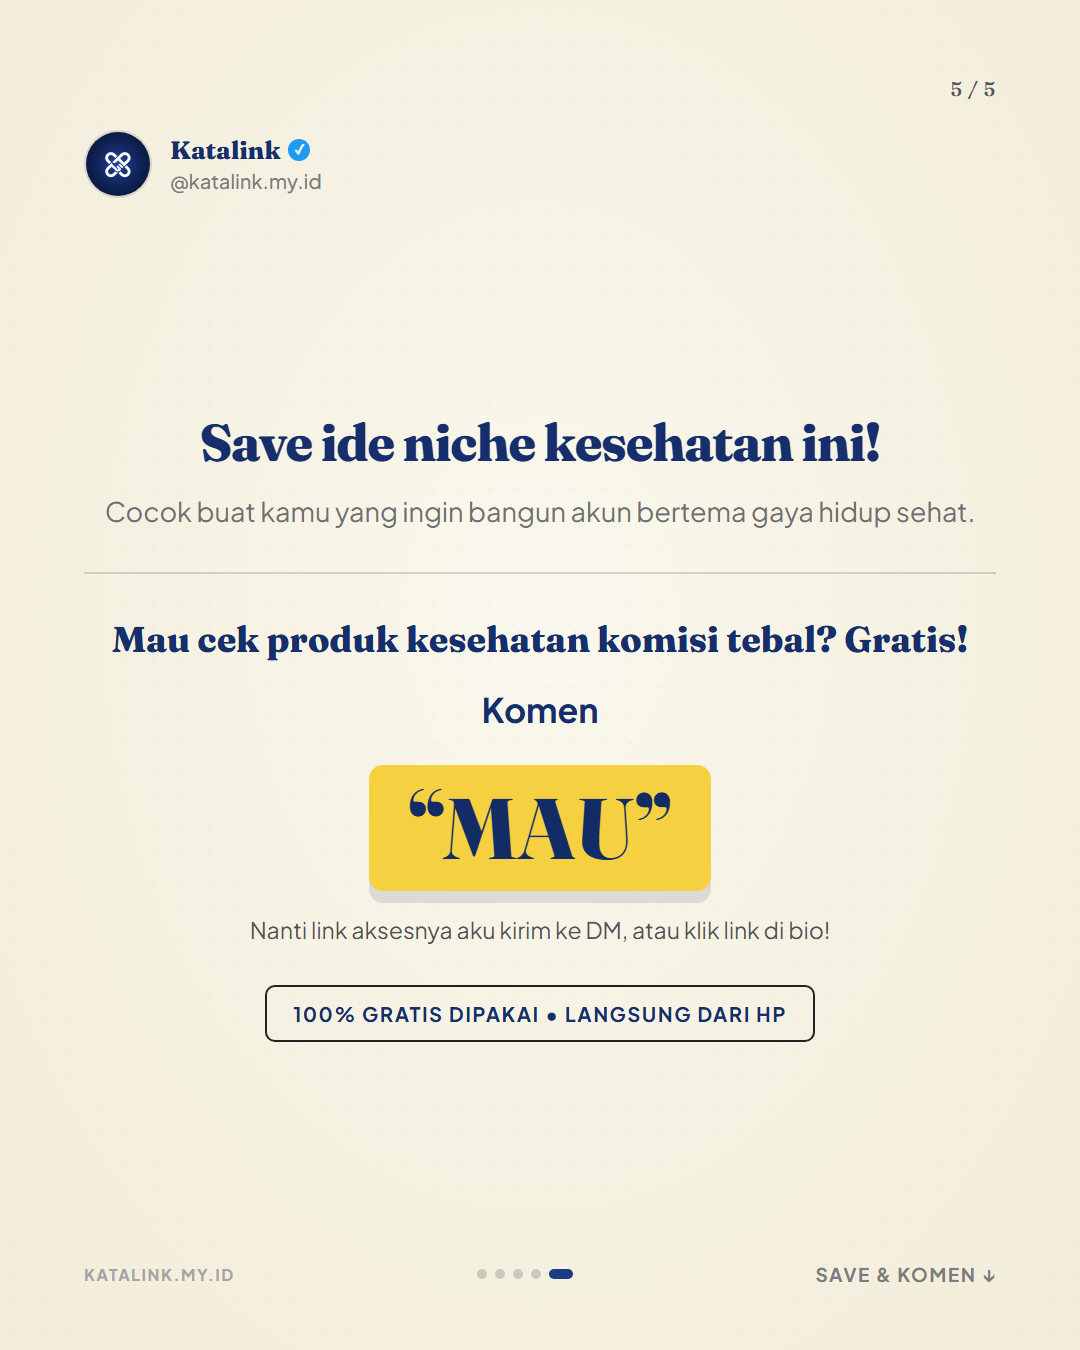 5 / 5
Katalink
@katalink.my.id
Save ide niche kesehatan ini!
Cocok buat kamu yang ingin bangun akun bertema gaya hidup sehat.
Mau cek produk kesehatan komisi tebal? Gratis!
Komen
“MAU”
Nanti link aksesnya aku kirim ke DM, atau klik link di bio!
100% GRATIS DIPAKAI • LANGSUNG DARI HP
KATALINK.MY.ID
SAVE & KOMEN ↓